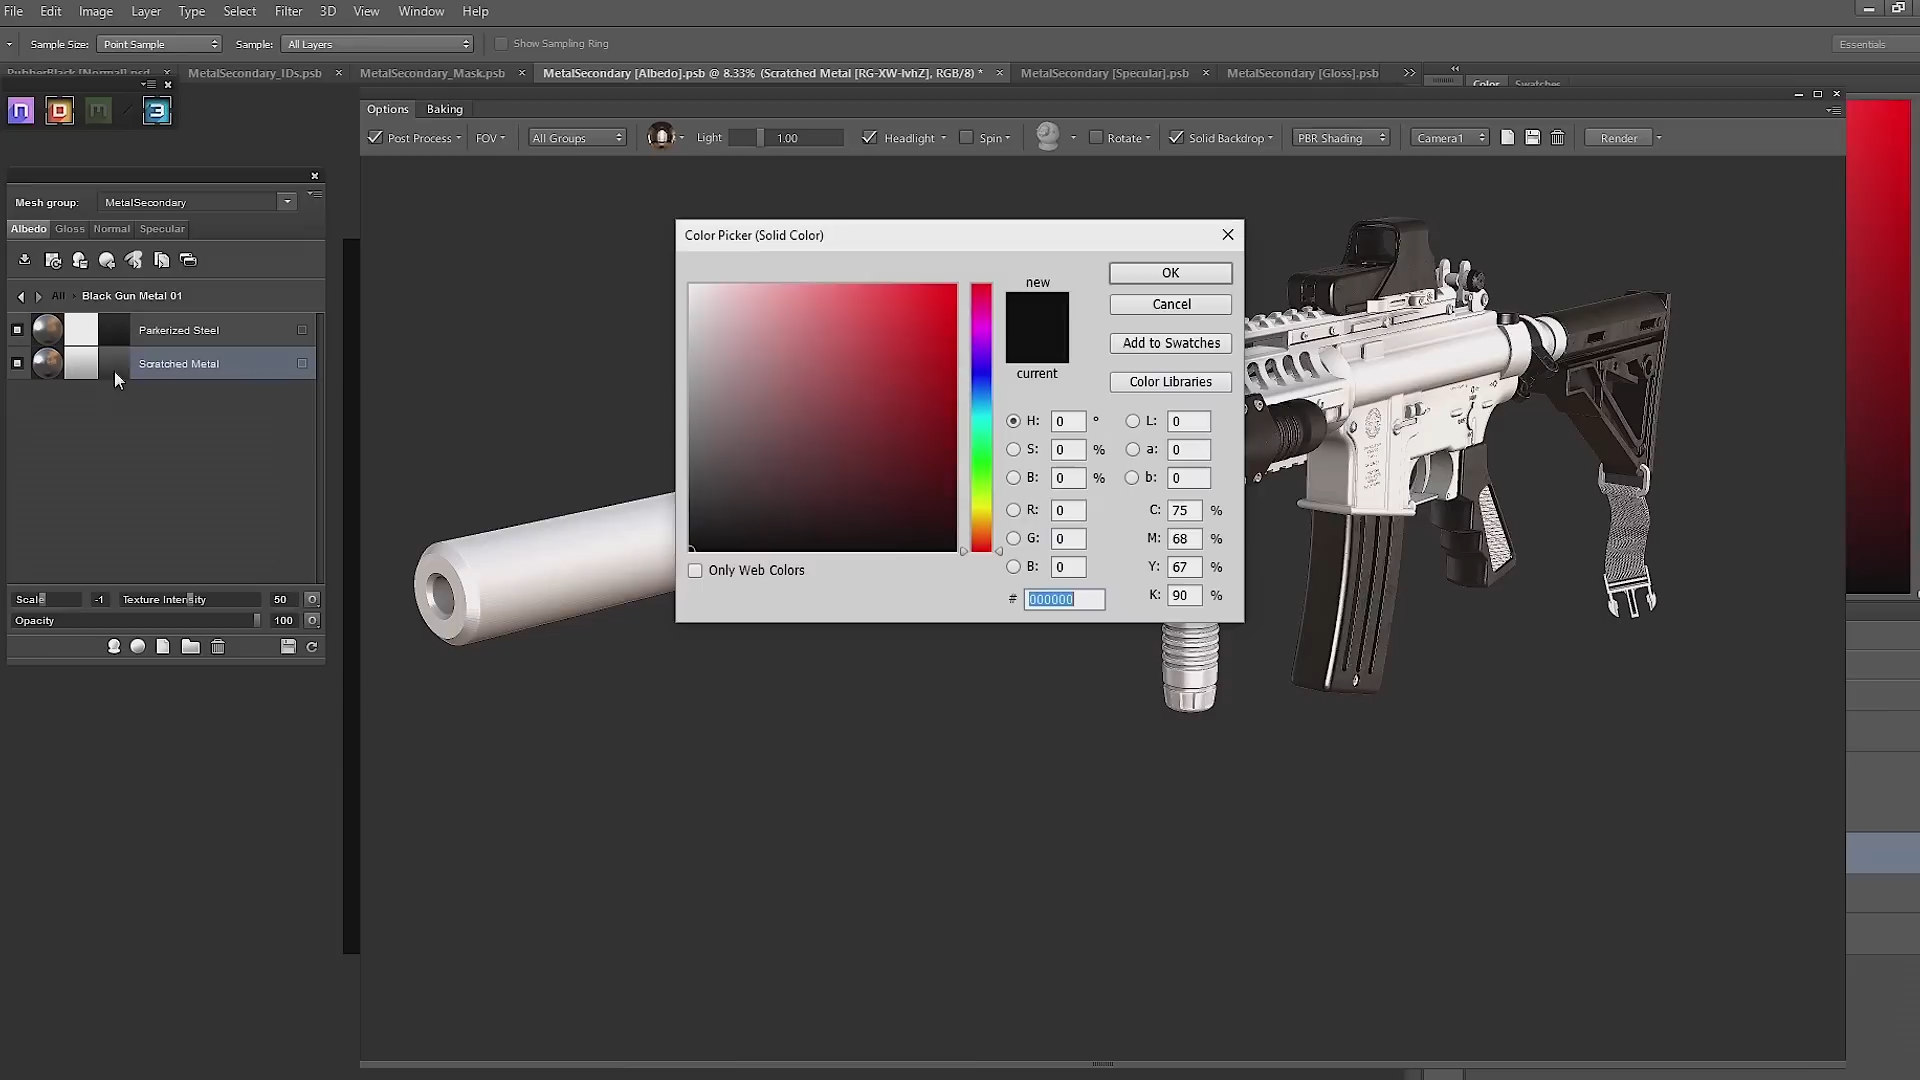 File Edit Image Layer Type Select Filter 3D View Window Help
Sample Size: Point Sample Sample: All Layers Show Sampling Ring Essentials
RubberBlack [Normal].psd MetalSecondary_IDs.psb MetalSecondary_Mask.psb MetalSecondary [Albedo].psb @ 8.33% (Scratched Metal [RG-XW-IvhZ], RGB/8) * MetalSecondary [Specular].psb MetalSecondary [Gloss].psb Color Swatches
Options Baking
Post Process FOV All Groups Light 1.00 Headlight Spin Rotate Solid Backdrop PBR Shading Camera1 Render
Mesh group: MetalSecondary
Albedo Gloss Normal Specular
All Black Gun Metal 01
Parkerized Steel
Scratched Metal
Scale -1 Texture Intensity 50
Opacity 100
Color Picker (Solid Color)
new
current
OK
Cancel
Add to Swatches
Color Libraries
H: 0 ° L: 0
S: 0 % a: 0
B: 0 % b: 0
R: 0 C: 75 %
G: 0 M: 68 %
B: 0 Y: 67 %
# 000000 K: 90 %
Only Web Colors